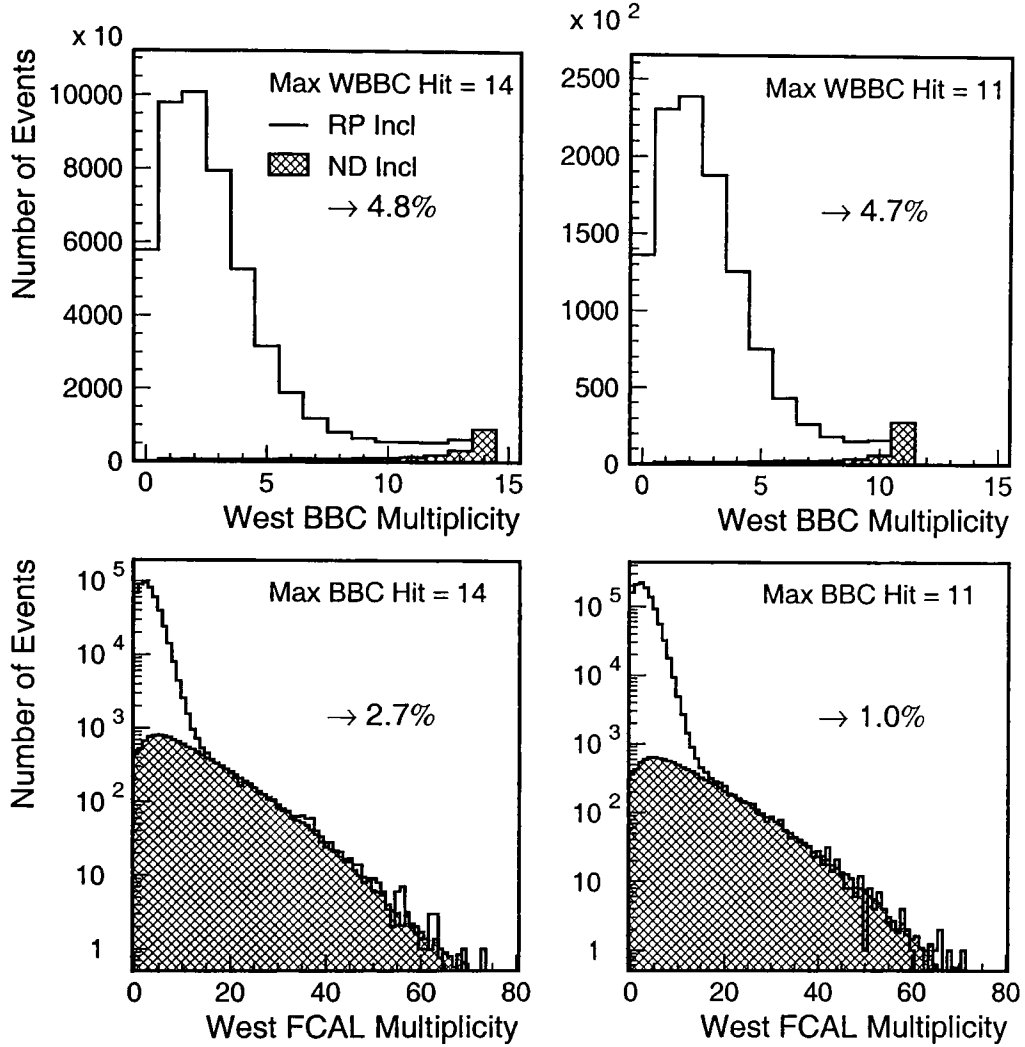 x 10
Number of Events
10000
8000
6000
4000
2000
0
Max WBBC Hit = 14
RP Incl
ND Incl
→ 4.8%
0 5 10 15
West BBC Multiplicity
x 10²
2500
2000
1500
1000
500
0
Max WBBC Hit = 11
→ 4.7%
0 5 10 15
West BBC Multiplicity
Number of Events
10⁵
10⁴
10³
10²
10
1
Max BBC Hit = 14
→ 2.7%
0 20 40 60 80
West FCAL Multiplicity
10⁵
10⁴
10³
10²
10
1
Max BBC Hit = 11
→ 1.0%
0 20 40 60 80
West FCAL Multiplicity